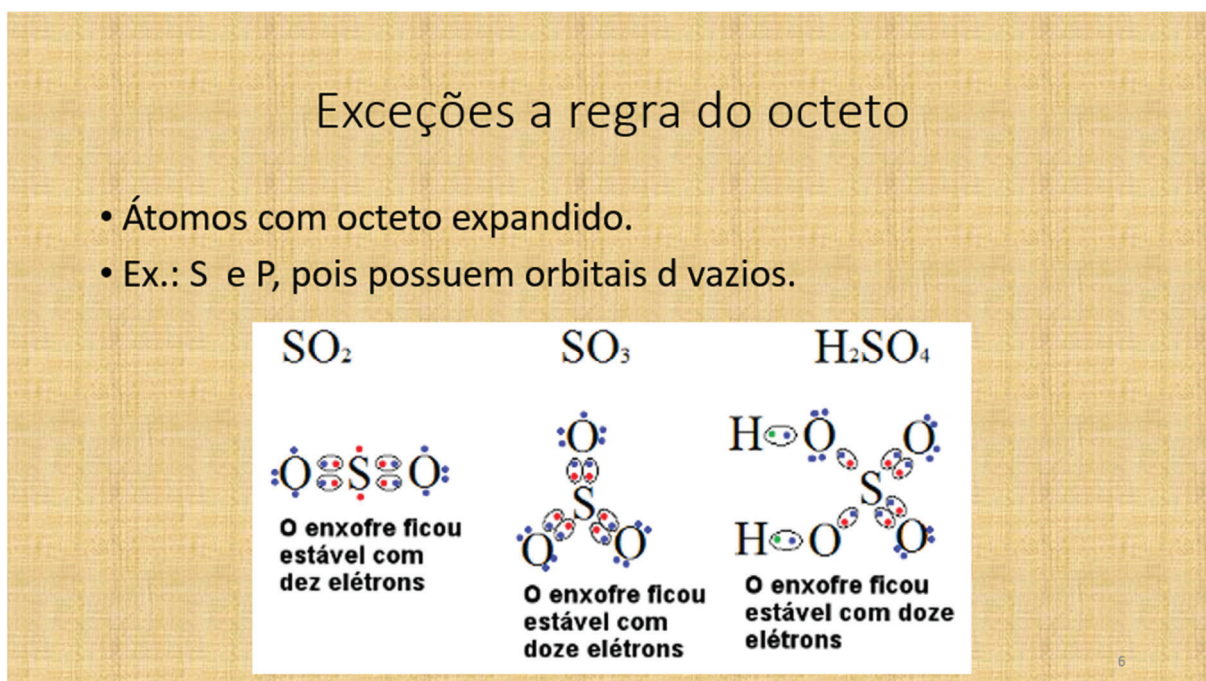 Exceções a regra do octeto
• Átomos com octeto expandido.
• Ex.: S e P, pois possuem orbitais d vazios.
SO₂
SO₃
H₂SO₄
O S O
O enxofre ficou
estável com
dez elétrons
O
S
O O
O enxofre ficou
estável com
doze elétrons
H O O
S
H O O
O enxofre ficou
estável com doze
elétrons
6